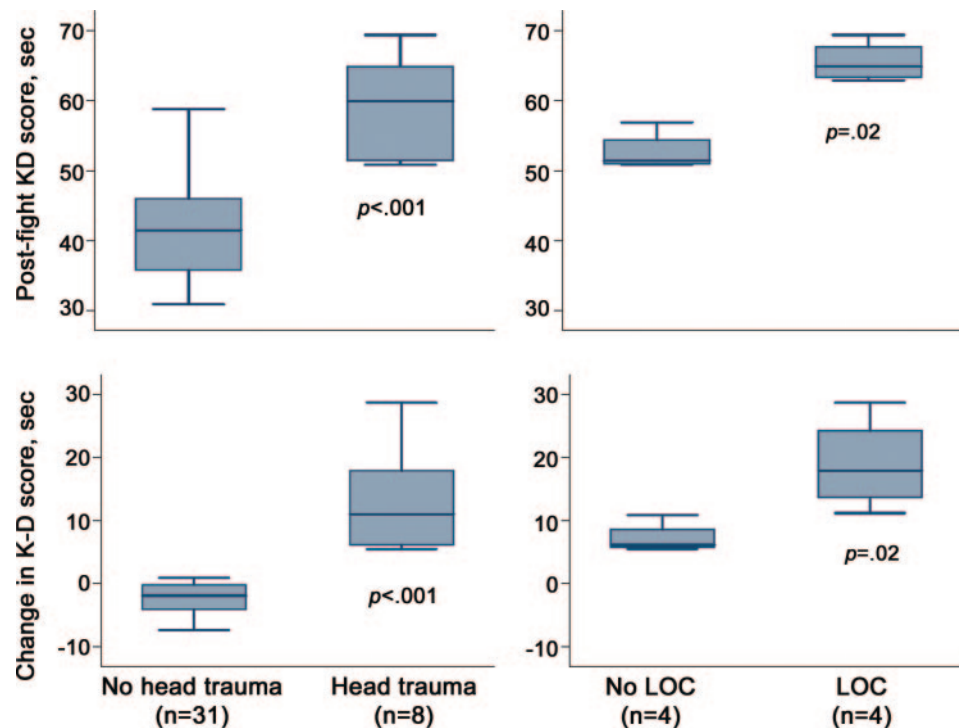 Post-fight KD score, sec
70
60
50
40
30
p<.001
70
60
50
40
30
p=.02
Change in K-D score, sec
30
20
10
0
-10
p<.001
30
20
10
0
-10
p=.02
No head trauma
(n=31)
Head trauma
(n=8)
No LOC
(n=4)
LOC
(n=4)